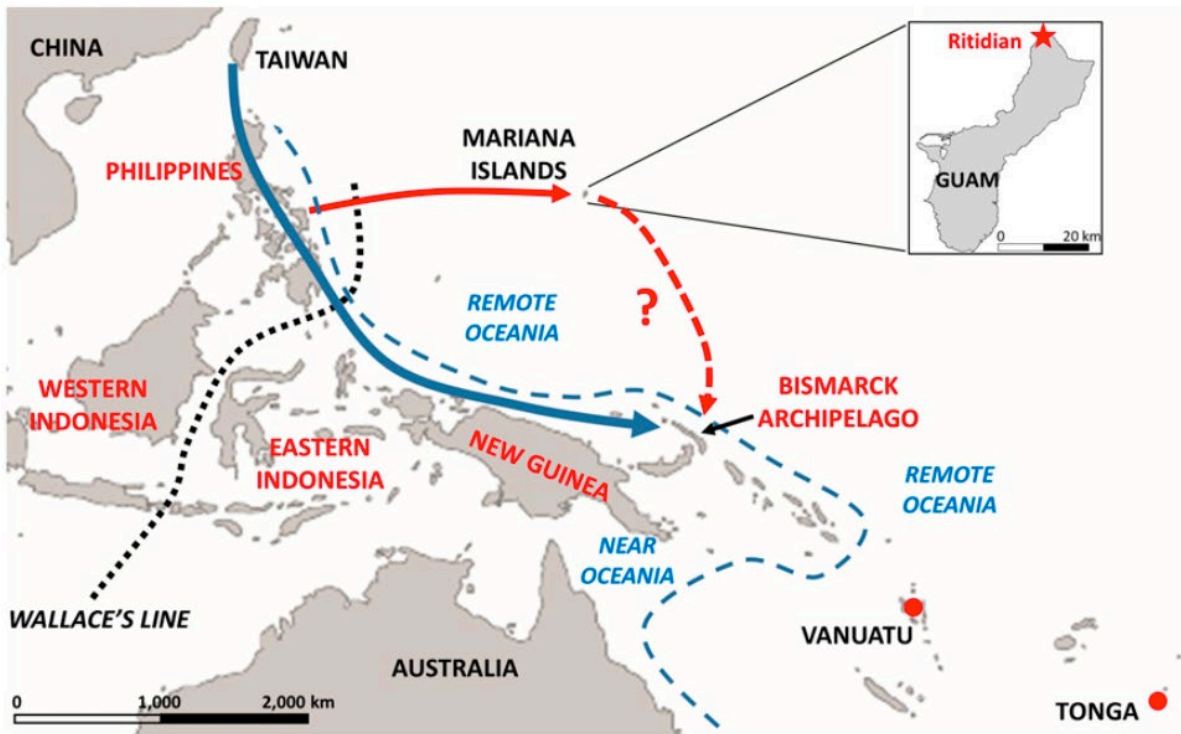 CHINA
TAIWAN
Ritidian
MARIANA
ISLANDS
PHILIPPINES
GUAM
0 20 km
REMOTE
OCEANIA
?
WESTERN
INDONESIA
BISMARCK
ARCHIPELAGO
EASTERN
INDONESIA
NEW GUINEA
REMOTE
OCEANIA
NEAR
OCEANIA
WALLACE'S LINE
VANUATU
AUSTRALIA
0 1,000 2,000 km
TONGA